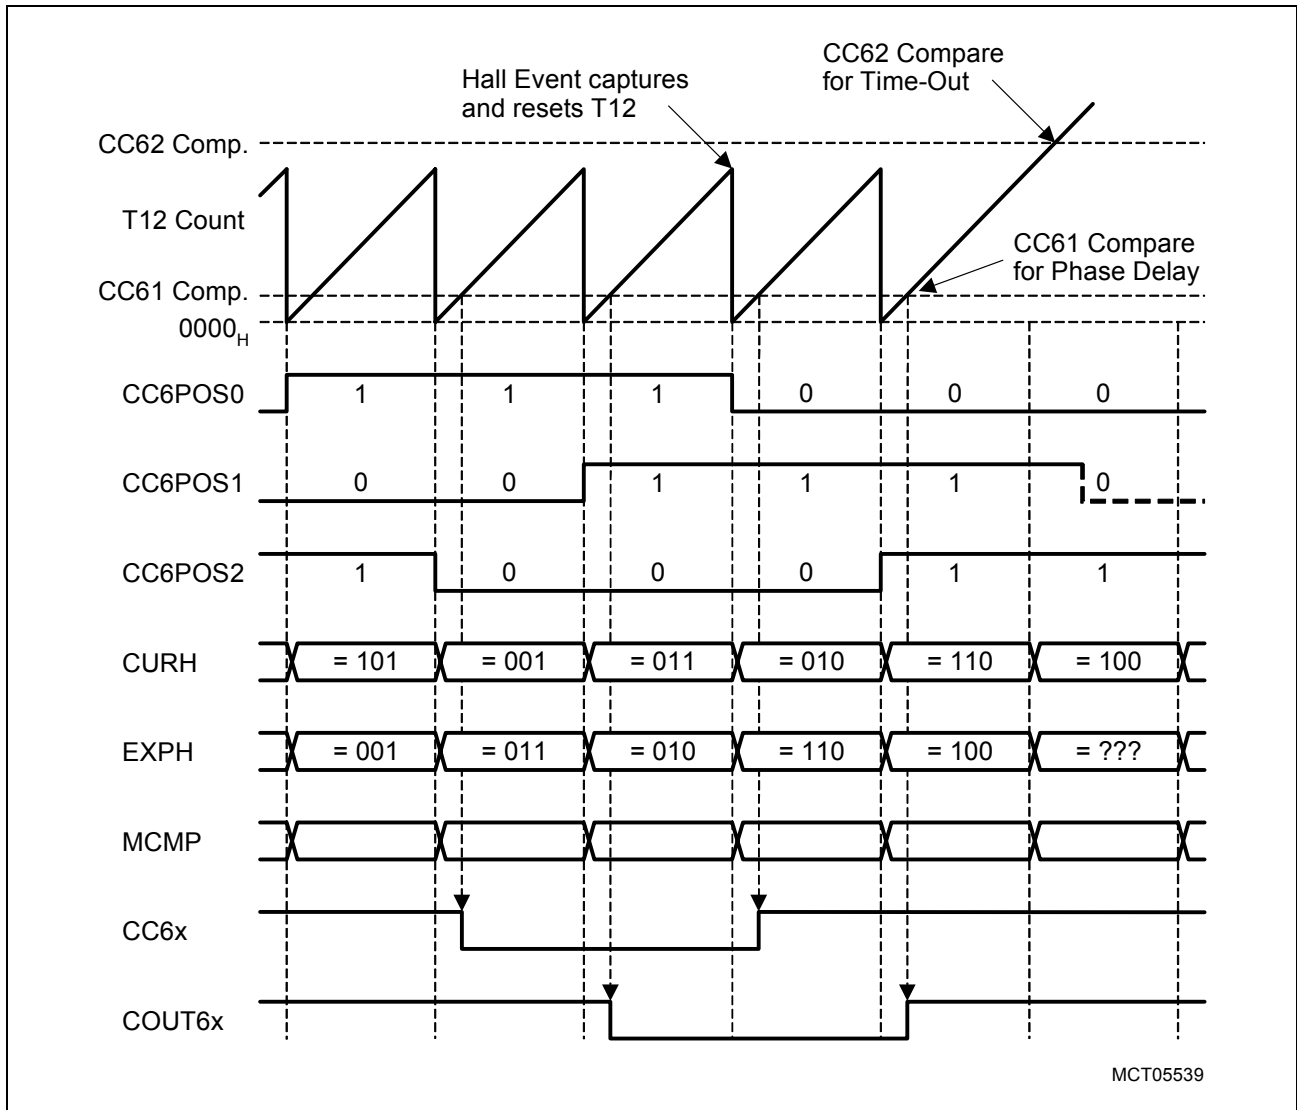 CC62 Compare
for Time-Out
Hall Event captures
and resets T12
CC62 Comp.
T12 Count
CC61 Compare
for Phase Delay
CC61 Comp.
0000H
CC6POS0 1 1 1 0 0 0
CC6POS1 0 0 1 1 1 0
CC6POS2 1 0 0 0 1 1
CURH = 101 = 001 = 011 = 010 = 110 = 100
EXPH = 001 = 011 = 010 = 110 = 100 = ???
MCMP
CC6x
COUT6x
MCT05539